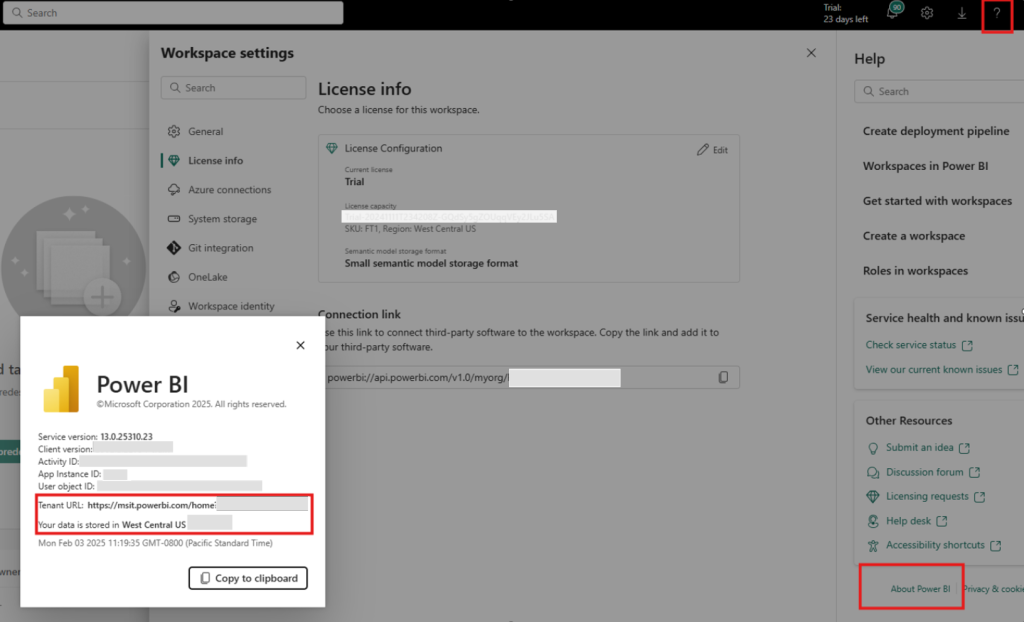 Search
Trial:
23 days left
90
?
Workspace settings
Search
General
License info
Azure connections
System storage
Git integration
OneLake
Workspace identity
License info
Choose a license for this workspace.
License Configuration
Edit
Current license
Trial
License capacity
SKU: FT1, Region: West Central US
Semantic model storage format
Small semantic model storage format
Connection link
se this link to connect third-party software to the workspace. Copy the link and add it to
our third-party software.
powerbi://api.powerbi.com/v1.0/myorg/
Help
Search
Create deployment pipeline
Workspaces in Power BI
Get started with workspaces
Create a workspace
Roles in workspaces
Service health and known issu
Check service status
View our current known issues
Other Resources
Submit an idea
Discussion forum
Licensing requests
Help desk
Accessibility shortcuts
About Power BI
Privacy & cookie
d ta
redes
prede
wner
Power BI
©Microsoft Corporation 2025. All rights reserved.
Service version: 13.0.25310.23
Client version:
Activity ID:
App Instance ID:
User object ID:
Tenant URL: https://msit.powerbi.com/home?
Your data is stored in West Central US
Mon Feb 03 2025 11:19:35 GMT-0800 (Pacific Standard Time)
Copy to clipboard